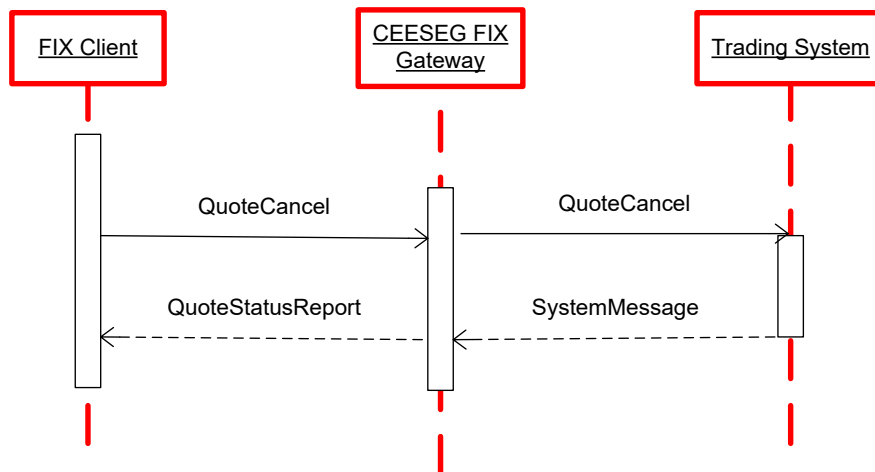 FIX Client
CEESEG FIX
Gateway
Trading System
QuoteCancel
QuoteCancel
QuoteStatusReport
SystemMessage